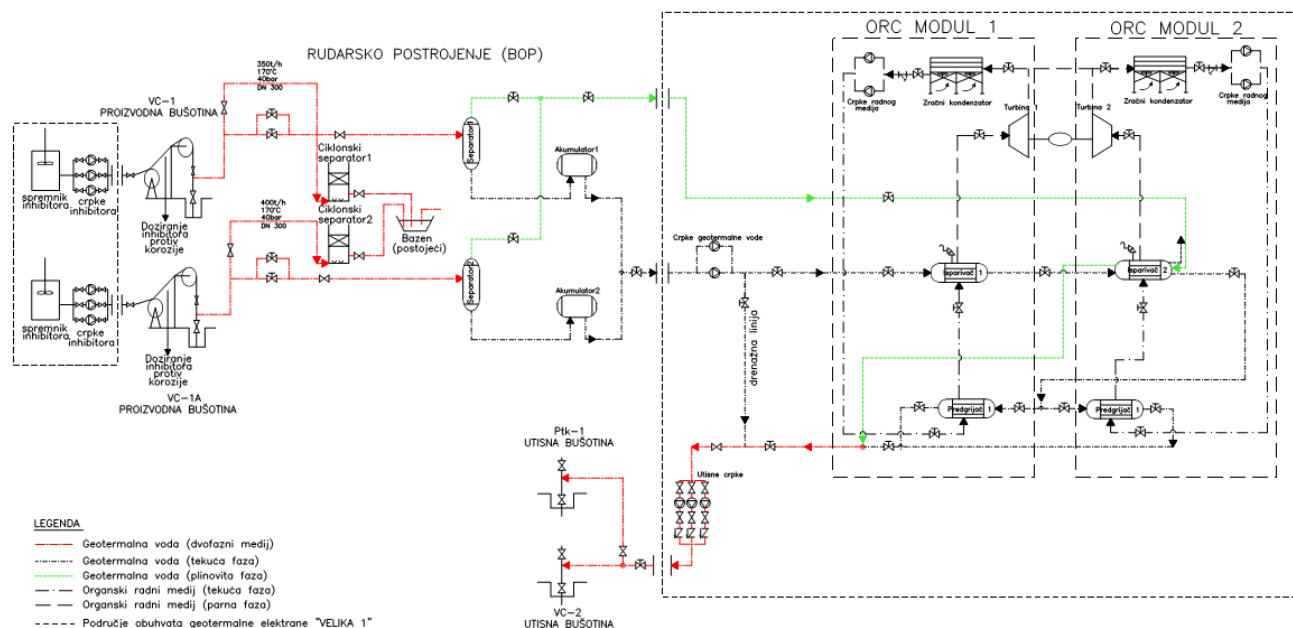 RUDARSKO POSTROJENJE (BOP)
ORC MODUL 1
ORC MODUL 2
350t/h
170°C
40bar
DN 300
VC-1
PROIZVODNA BUŠOTINA
Crpke radnog
medija
Zračni kondenzator
Turbina 1
Turbina 2
Zračni kondenzator
Crpke radnog
medija
Separator1
Akumulator1
Ciklonski
separator1
spremnik
inhibitora
crpke
inhibitora
Doziranje
inhibitora
protiv
korozije
400t/h
170°C
40bar
DN 300
Ciklonski
separator2
Bazen
(postojeći)
Crpke geotermalne vode
Isparivač 1
Isparivač 2
Separator2
Akumulator2
spremnik
inhibitora
crpke
inhibitora
Doziranje
inhibitora
protiv
korozije
VC-1A
PROIZVODNA BUŠOTINA
drenažna linija
Predgrijač 1
Predgrijač 1
Ptk-1
UTISNA BUŠOTINA
Utisne crpke
VC-2
UTISNA BUŠOTINA
LEGENDA
Geotermalna voda (dvofazni medij)
Geotermalna voda (tekuća faza)
Geotermalna voda (plinovita faza)
Organski radni medij (tekuća faza)
Organski radni medij (parna faza)
Područje obuhvata geotermalne elektrane "VELIKA 1"